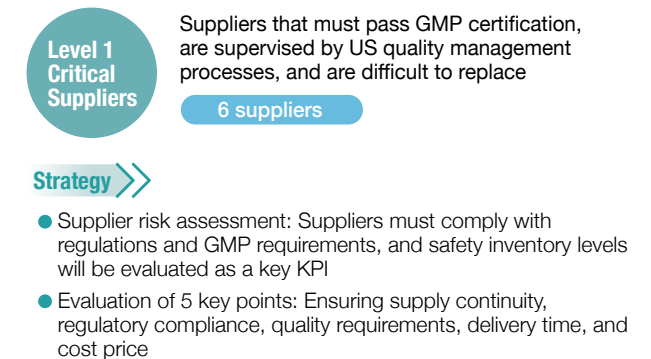 Level 1
Critical
Suppliers
Suppliers that must pass GMP certification,
are supervised by US quality management
processes, and are difficult to replace
6 suppliers
Strategy
Supplier risk assessment: Suppliers must comply with
regulations and GMP requirements, and safety inventory levels
will be evaluated as a key KPI
Evaluation of 5 key points: Ensuring supply continuity,
regulatory compliance, quality requirements, delivery time, and
cost price